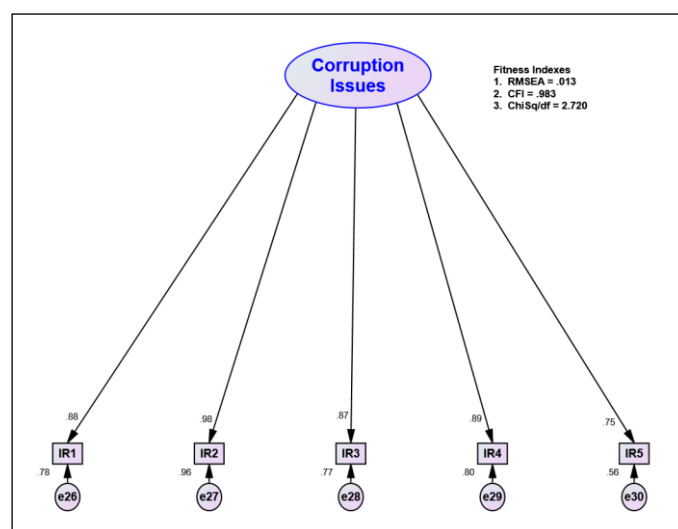 Corruption
Issues
Fitness Indexes
1. RMSEA = .013
2. CFI = .983
3. ChiSq/df = 2.720
.88
.98
.87
.89
.75
IR1
IR2
IR3
IR4
IR5
.78
.96
.77
.80
.56
e26
e27
e28
e29
e30